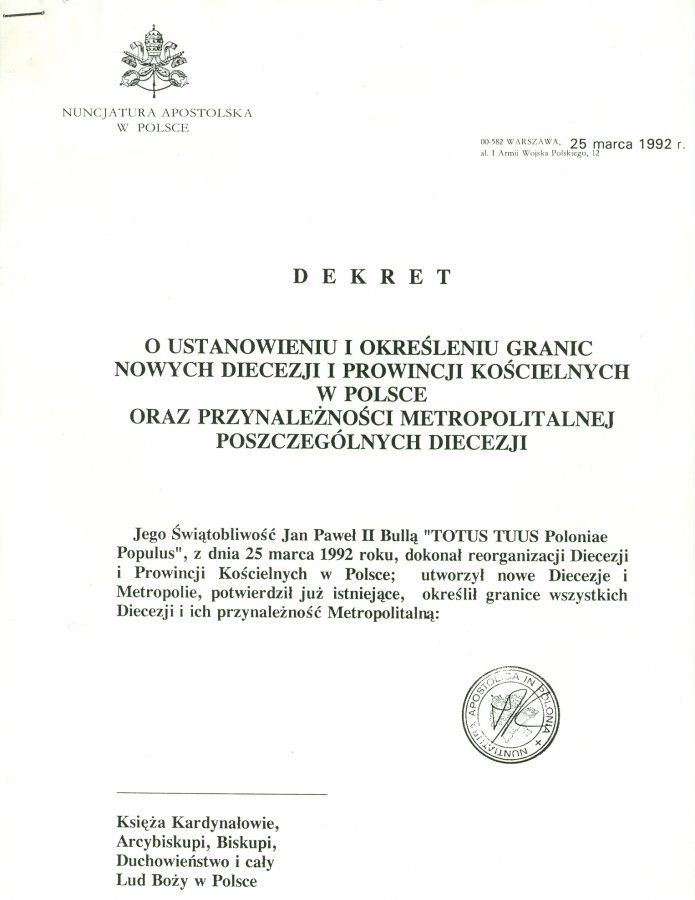 NUNCJATURA APOSTOLSKA
W POLSCE
00-582 WARSZAWA, 25 marca 1992 r.
al. I Armii Wojska Polskiego, 12
D E K R E T
O USTANOWIENIU I OKREŚLENIU GRANIC
NOWYCH DIECEZJI I PROWINCJI KOŚCIELNYCH
W POLSCE
ORAZ PRZYNALEŻNOŚCI METROPOLITALNEJ
POSZCZEGÓLNYCH DIECEZJI
Jego Świątobliwość Jan Paweł II Bullą "TOTUS TUUS Poloniae
Populus", z dnia 25 marca 1992 roku, dokonał reorganizacji Diecezji
i Prowincji Kościelnych w Polsce; utworzył nowe Diecezje i
Metropolie, potwierdził już istniejące, określił granice wszystkich
Diecezji i ich przynależność Metropolitalną:
NUNTIATURA APOSTOLICA IN POLONIA
Księża Kardynałowie,
Arcybiskupi, Biskupi,
Duchowieństwo i cały
Lud Boży w Polsce